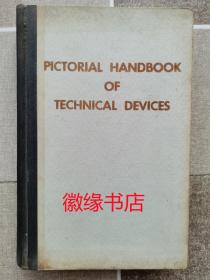 PICTORIAL HANDBOOK
OF
TECHNICAL DEVICES
徽缘书店